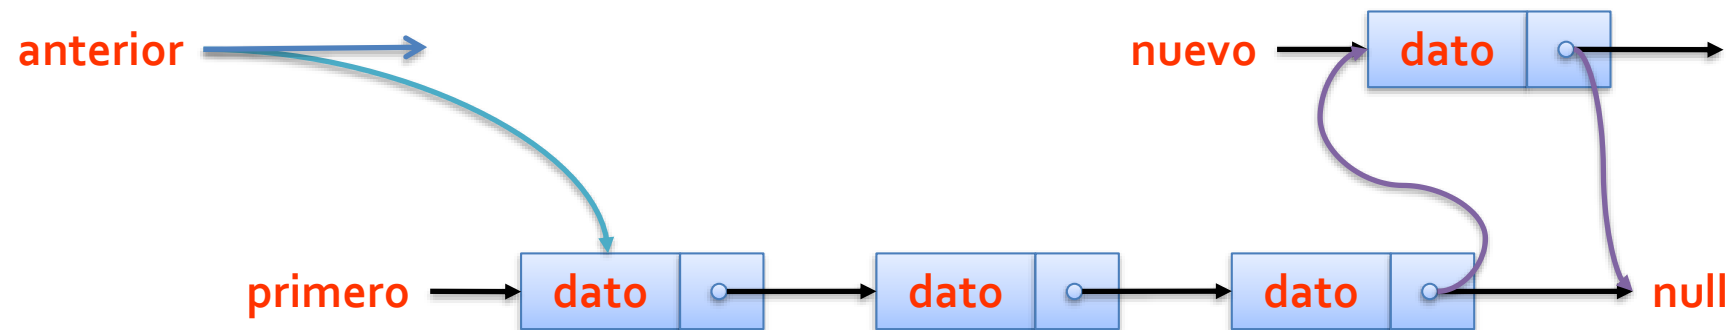 anterior
nuevo
dato
primero
dato
dato
dato
null